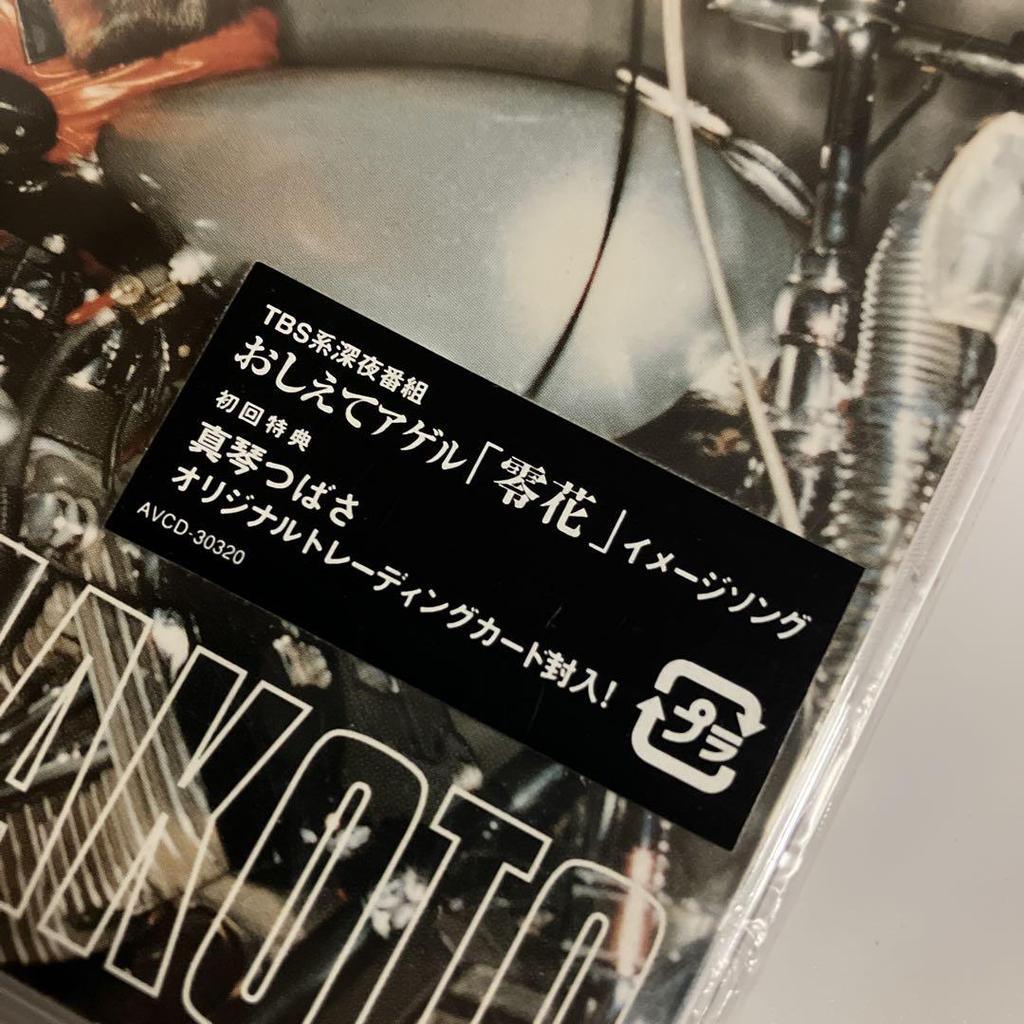 TBS系深夜番組
おしえてアゲル「零花」イメージソング
初回特典
真琴つばさ
オリジナルトレーディングカード封入!
AVCD-30320
プラ
AKOTO